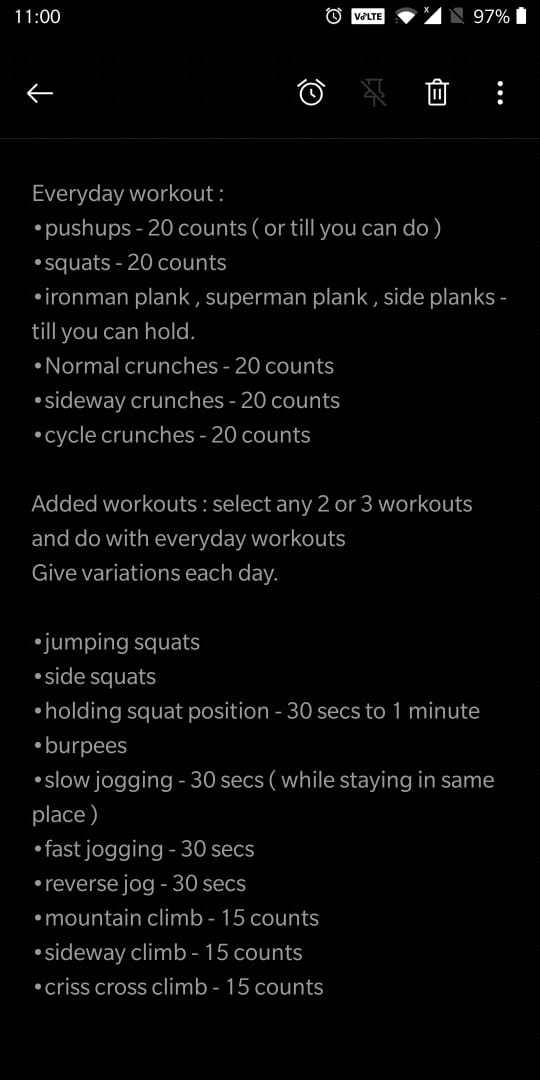 11:00 VoLTE x 97%
Everyday workout :
•pushups - 20 counts ( or till you can do )
•squats - 20 counts
•ironman plank , superman plank , side planks -
till you can hold.
•Normal crunches - 20 counts
•sideway crunches - 20 counts
•cycle crunches - 20 counts
Added workouts : select any 2 or 3 workouts
and do with everyday workouts
Give variations each day.
•jumping squats
•side squats
•holding squat position - 30 secs to 1 minute
•burpees
•slow jogging - 30 secs ( while staying in same
place )
•fast jogging - 30 secs
•reverse jog - 30 secs
•mountain climb - 15 counts
•sideway climb - 15 counts
•criss cross climb - 15 counts